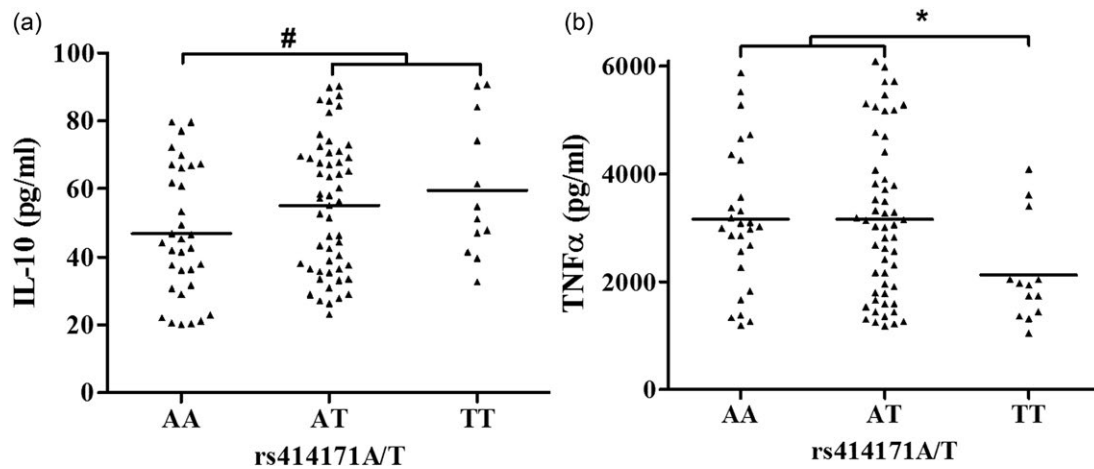 (a)
#
100
80
60
40
20
0
IL-10 (pg/ml)
AA AT TT
rs414171A/T
(b)
*
6000
4000
2000
0
TNFα (pg/ml)
AA AT TT
rs414171A/T